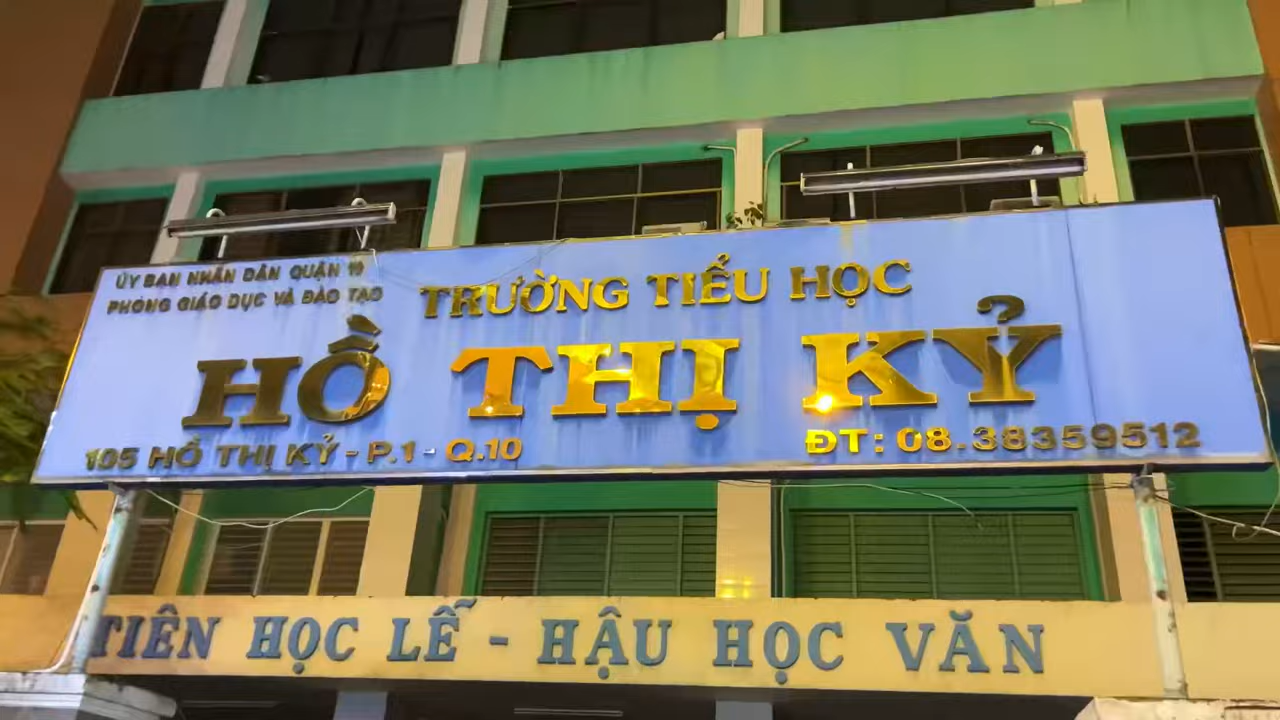 ỦY BAN NHÂN DÂN QUẬN 10
PHÒNG GIÁO DỤC VÀ ĐÀO TẠO
TRƯỜNG TIỂU HỌC
HỒ THỊ KỶ
105 HỒ THỊ KỶ - P.1 - Q.10
ĐT: 08.38359512
TIÊN HỌC LỄ - HẬU HỌC VĂN